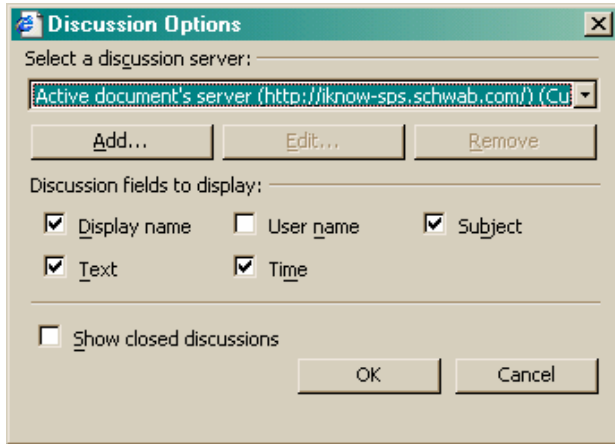 Discussion Options
Select a discussion server:
Active document's server (http://iknow-sps.schwab.com/) (Cu
Add... Edit... Remove
Discussion fields to display:
Display name User name Subject
Text Time
Show closed discussions
OK Cancel